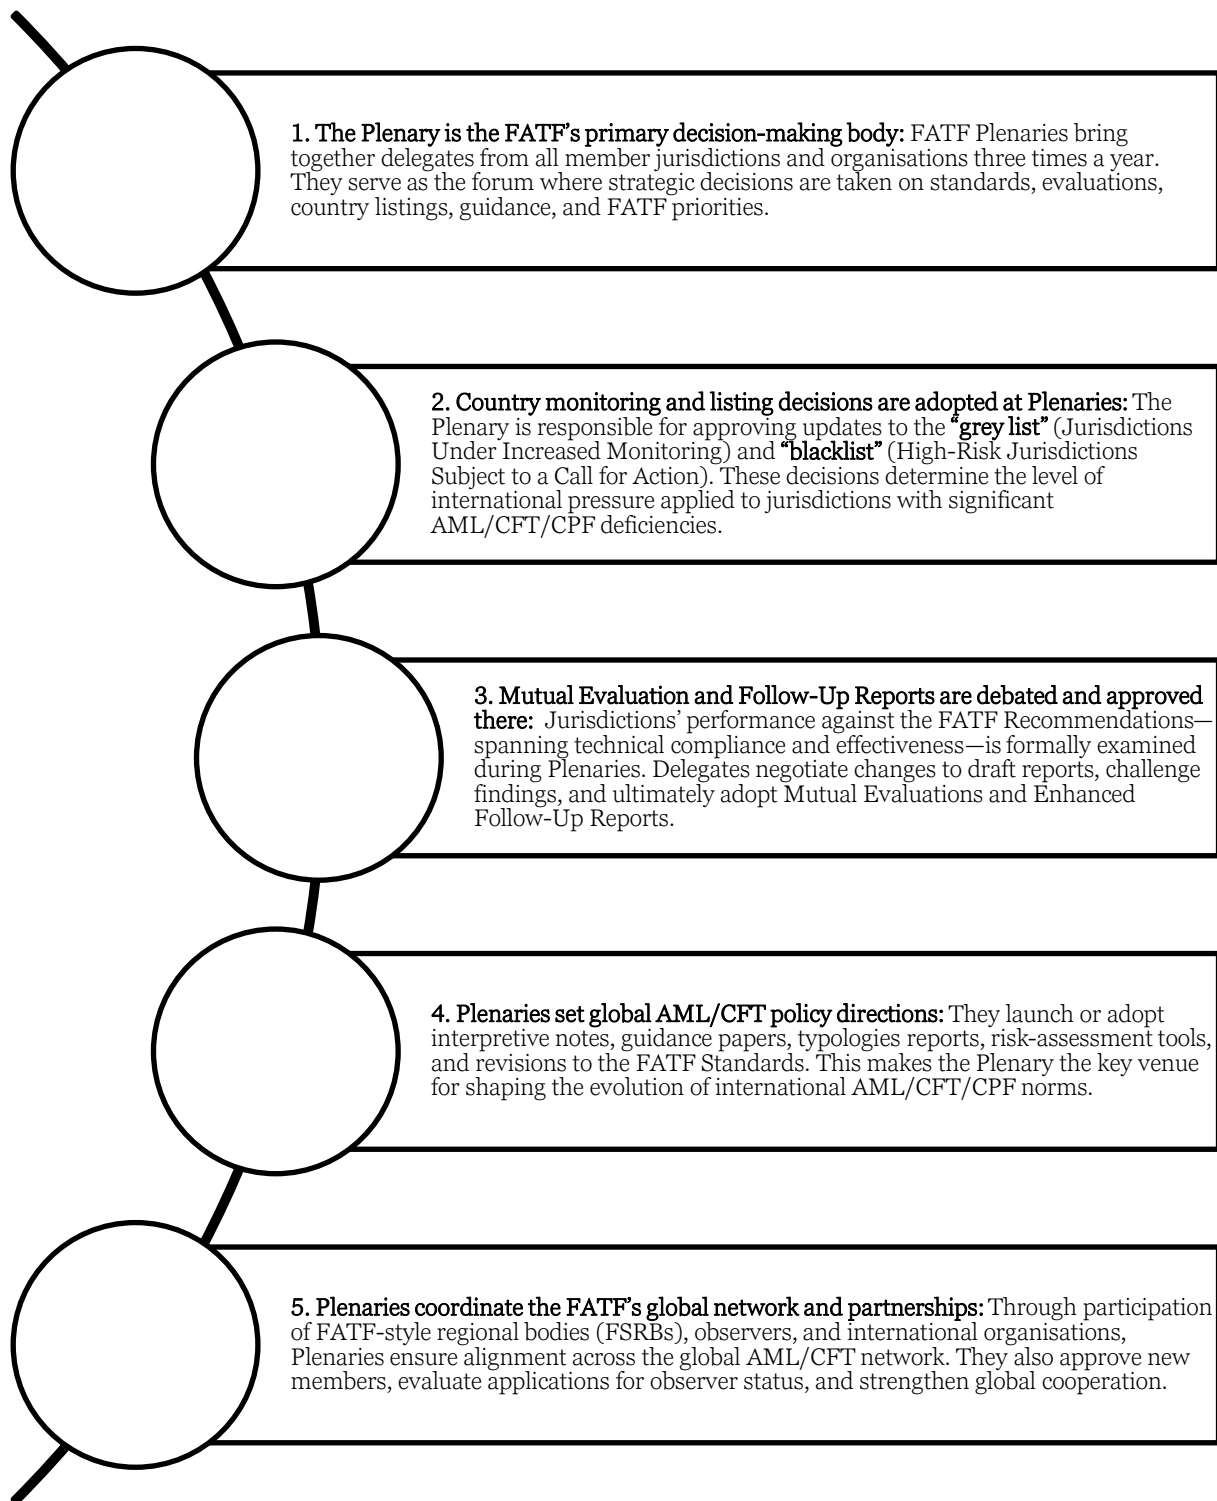 1. The Plenary is the FATF’s primary decision-making body: FATF Plenaries bring
together delegates from all member jurisdictions and organisations three times a year.
They serve as the forum where strategic decisions are taken on standards, evaluations,
country listings, guidance, and FATF priorities.
2. Country monitoring and listing decisions are adopted at Plenaries: The
Plenary is responsible for approving updates to the “grey list” (Jurisdictions
Under Increased Monitoring) and “blacklist” (High-Risk Jurisdictions
Subject to a Call for Action). These decisions determine the level of
international pressure applied to jurisdictions with significant
AML/CFT/CPF deficiencies.
3. Mutual Evaluation and Follow-Up Reports are debated and approved
there: Jurisdictions’ performance against the FATF Recommendations—
spanning technical compliance and effectiveness—is formally examined
during Plenaries. Delegates negotiate changes to draft reports, challenge
findings, and ultimately adopt Mutual Evaluations and Enhanced
Follow-Up Reports.
4. Plenaries set global AML/CFT policy directions: They launch or adopt
interpretive notes, guidance papers, typologies reports, risk-assessment tools,
and revisions to the FATF Standards. This makes the Plenary the key venue
for shaping the evolution of international AML/CFT/CPF norms.
5. Plenaries coordinate the FATF’s global network and partnerships: Through participation
of FATF-style regional bodies (FSRBs), observers, and international organisations,
Plenaries ensure alignment across the global AML/CFT network. They also approve new
members, evaluate applications for observer status, and strengthen global cooperation.